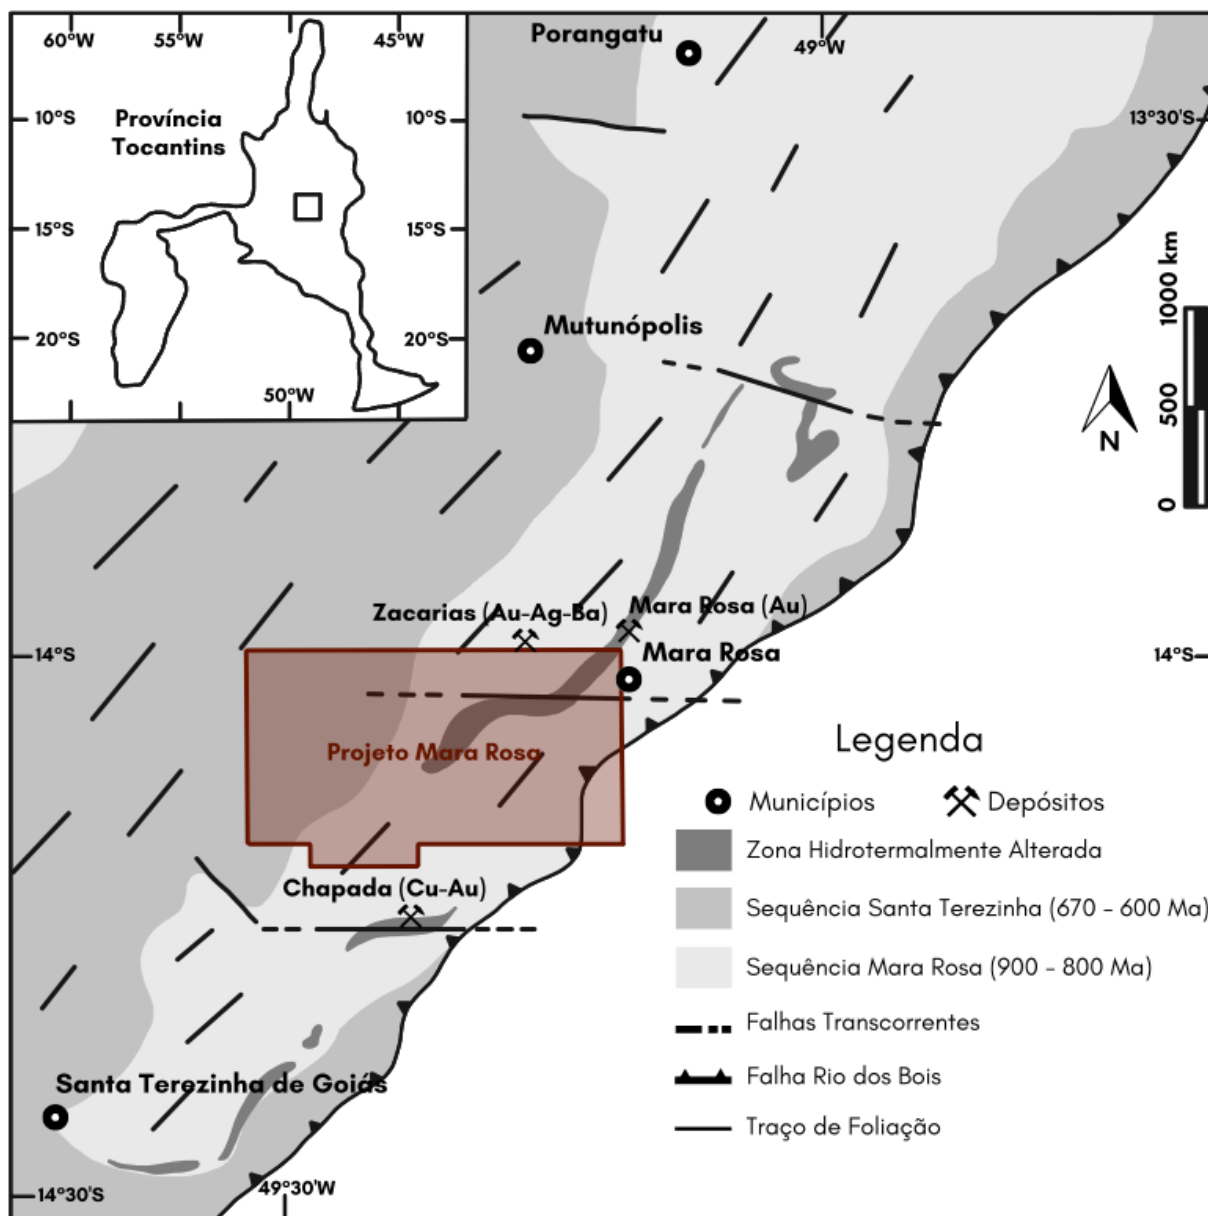 60°W
55°W
45°W
Porangatu
49°W
Província
Tocantins
10°S
10°S
13°30'S
15°S
15°S
1000 km
500
0
Mutunópolis
20°S
20°S
50°W
N
Zacarias (Au-Ag-Ba)
Mara Rosa (Au)
Mara Rosa
14°S
14°S
Projeto Mara Rosa
Legenda
Municípios
Depósitos
Zona Hidrotermalmente Alterada
Chapada (Cu-Au)
Sequência Santa Terezinha (670 - 600 Ma)
Sequência Mara Rosa (900 - 800 Ma)
Falhas Transcorrentes
Falha Rio dos Bois
Santa Terezinha de Goiás
Traço de Foliação
14°30'S
49°30'W